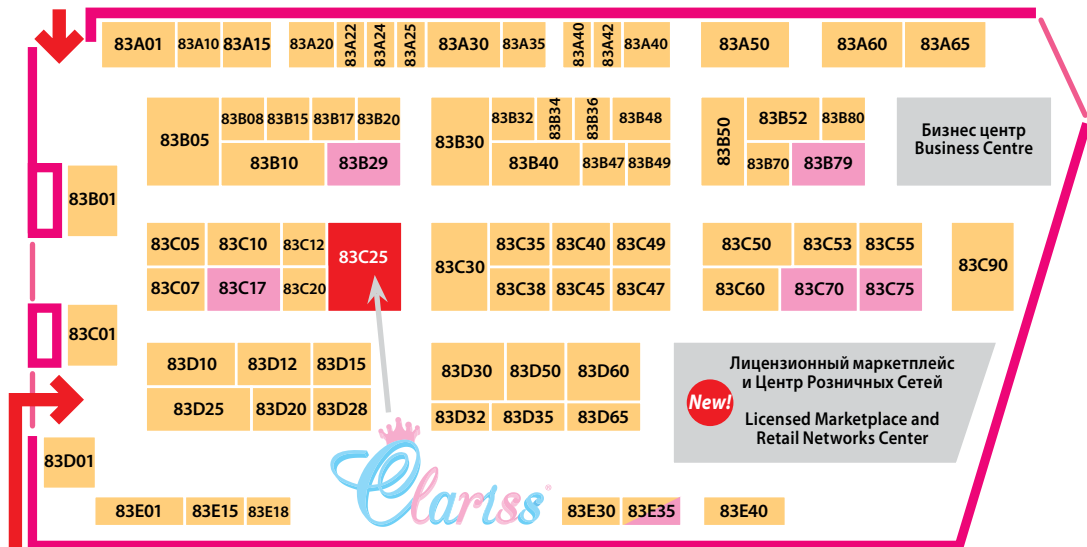 83A01 83A10 83A15 83A20 83A22 83A24 83A25 83A30 83A35 83A40 83A42 83A40 83A50 83A60 83A65
83B05 83B08 83B15 83B17 83B20 83B30 83B32 83B34 83B36 83B48 83B50 83B52 83B80
83B10 83B29 83B40 83B47 83B49 83B70 83B79
Бизнес центр
Business Centre
83B01
83C05 83C10 83C12 83C25 83C30 83C35 83C40 83C49 83C50 83C53 83C55 83C90
83C07 83C17 83C20 83C38 83C45 83C47 83C60 83C70 83C75
83C01
83D10 83D12 83D15 83D30 83D50 83D60
83D25 83D20 83D28 83D32 83D35 83D65
New!
Лицензионный маркетплейс
и Центр Розничных Сетей
Licensed Marketplace and
Retail Networks Center
83D01
Clariss®
83E01 83E15 83E18 83E30 83E35 83E40